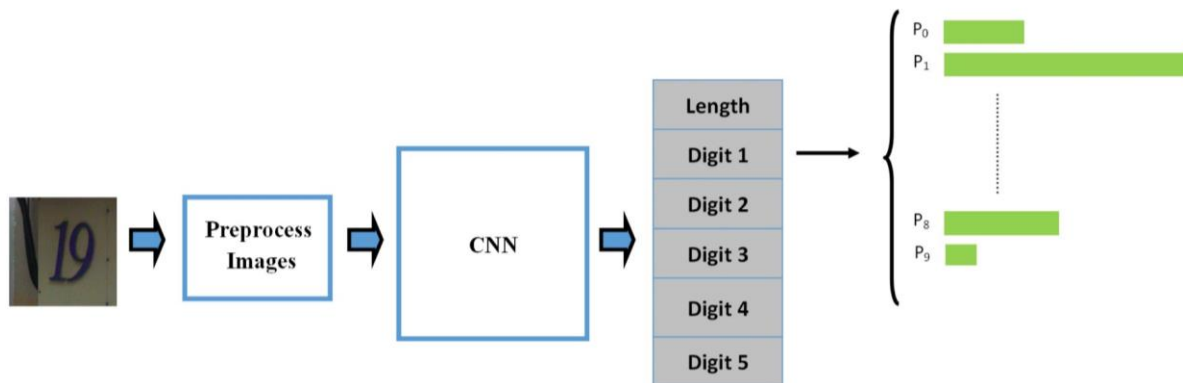 19
Preprocess
Images
CNN
Length
Digit 1
Digit 2
Digit 3
Digit 4
Digit 5
P₀
P₁
P₈
P₉